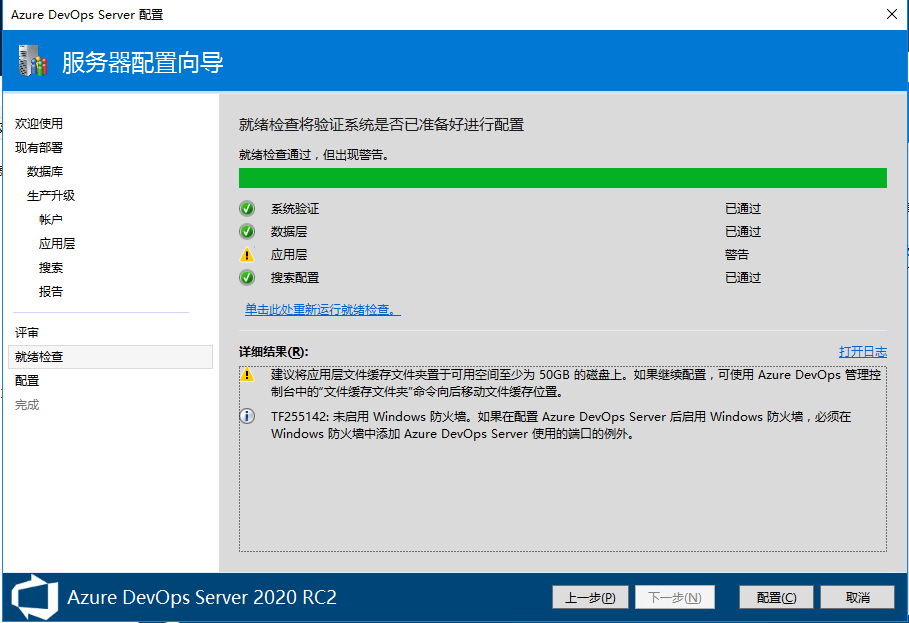 Azure DevOps Server 配置
服务器配置向导
欢迎使用
现有部署
数据库
生产升级
帐户
应用层
搜索
报告
评审
就绪检查
配置
完成
就绪检查将验证系统是否已准备好进行配置
就绪检查通过，但出现警告。
系统验证 已通过
数据层 已通过
应用层 警告
搜索配置 已通过
单击此处重新运行就绪检查。
详细结果(R): 打开日志
建议将应用层文件缓存文件夹置于可用空间至少为 50GB 的磁盘上。如果继续配置，可使用 Azure DevOps 管理控
制台中的“文件缓存文件夹”命令向后移动文件缓存位置。
TF255142: 未启用 Windows 防火墙。如果在配置 Azure DevOps Server 后启用 Windows 防火墙，必须在
Windows 防火墙中添加 Azure DevOps Server 使用的端口的例外。
Azure DevOps Server 2020 RC2
上一步(P) 下一步(N) 配置(C) 取消